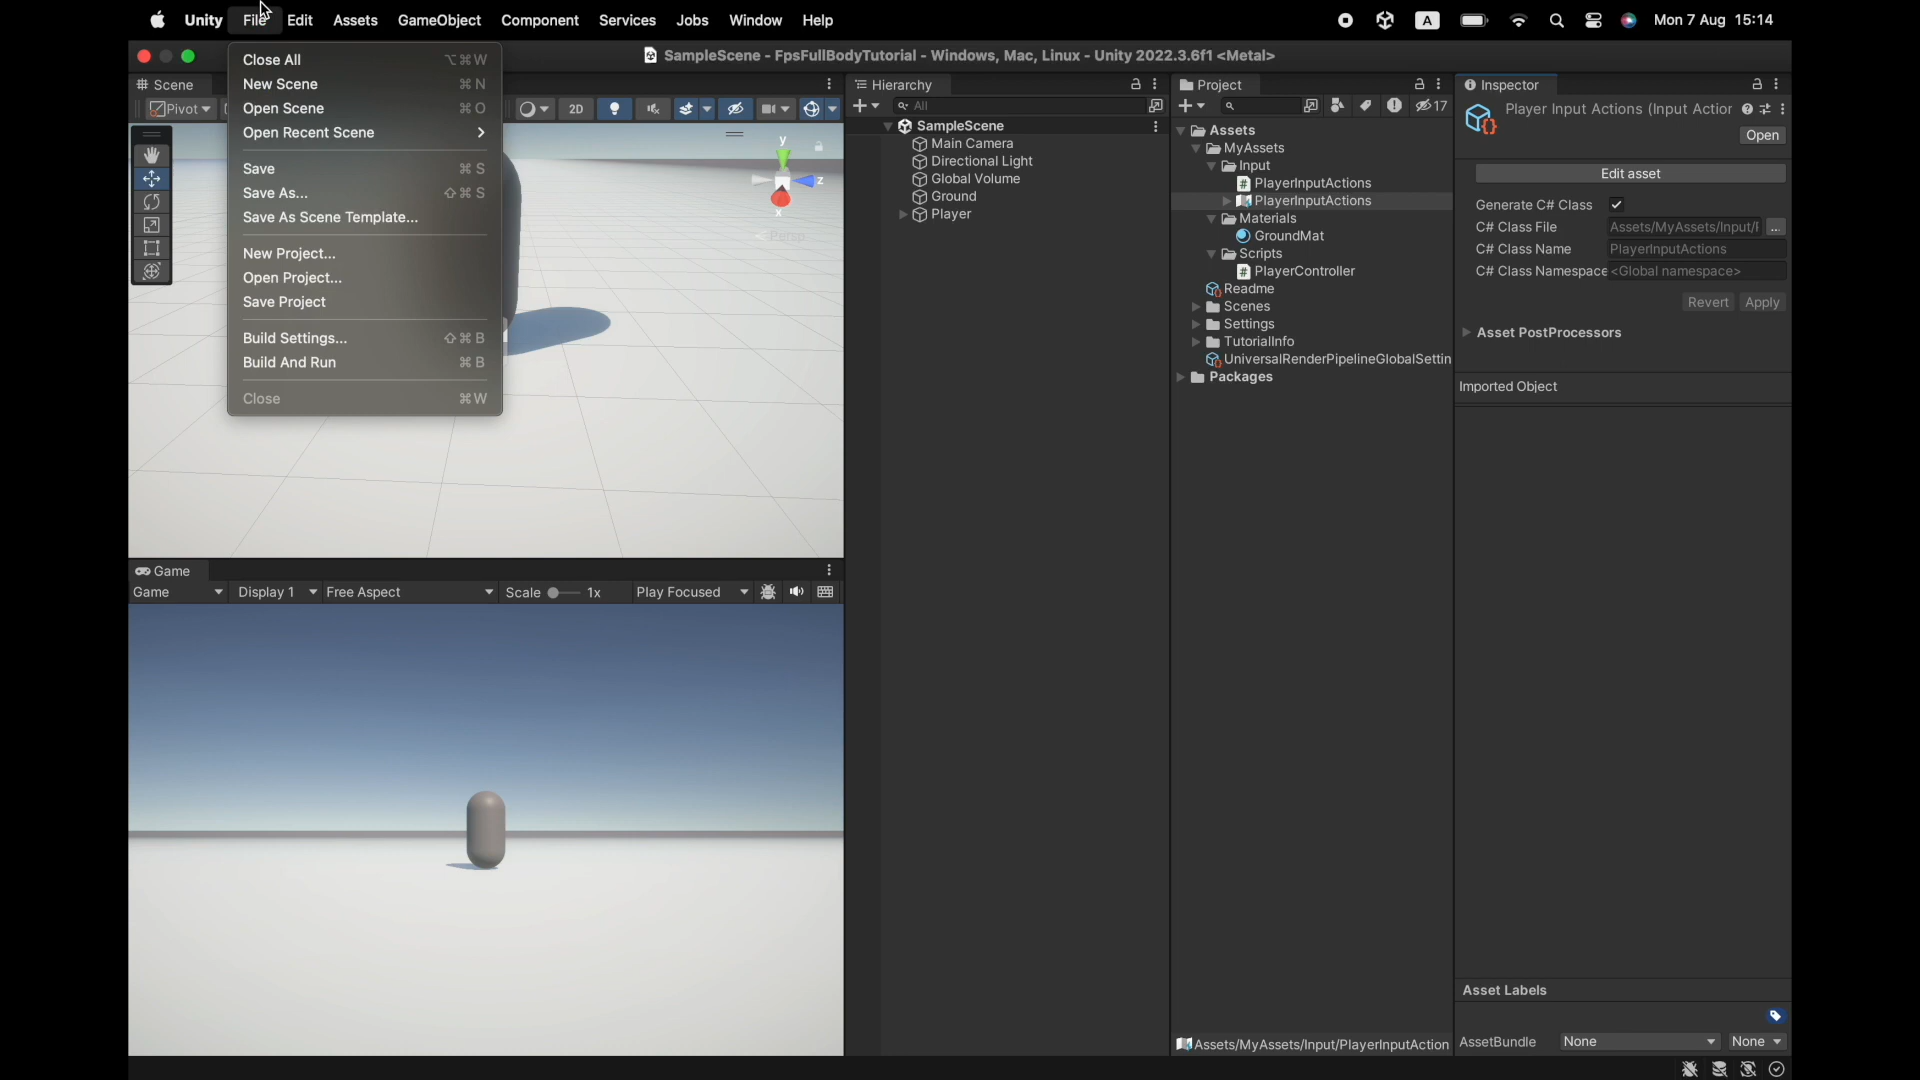 Unity File Edit Assets GameObject Component Services Jobs Window Help A Mon 7 Aug 15:14
SampleScene - FpsFullBodyTutorial - Windows, Mac, Linux - Unity 2022.3.6f1 <Metal>
Close All ⌥⌘W
New Scene ⌘N
Open Scene ⌘O
Open Recent Scene
Save ⌘S
Save As... ⇧⌘S
Save As Scene Template...
New Project...
Open Project...
Save Project
Build Settings... ⇧⌘B
Build And Run ⌘B
Close ⌘W
Scene
Pivot
2D
y
z
x
Persp
Game
Game Display 1 Free Aspect Scale 1x Play Focused
Hierarchy
All
SampleScene
Main Camera
Directional Light
Global Volume
Ground
Player
Project
17
Assets
MyAssets
Input
PlayerInputActions
PlayerInputActions
Materials
GroundMat
Scripts
PlayerController
Readme
Scenes
Settings
TutorialInfo
UniversalRenderPipelineGlobalSettin
Packages
Assets/MyAssets/Input/PlayerInputAction
Inspector
Player Input Actions (Input Action
Open
Edit asset
Generate C# Class
C# Class File Assets/MyAssets/Input/
C# Class Name PlayerInputActions
C# Class Namespace <Global namespace>
Revert Apply
Asset PostProcessors
Imported Object
Asset Labels
AssetBundle None None